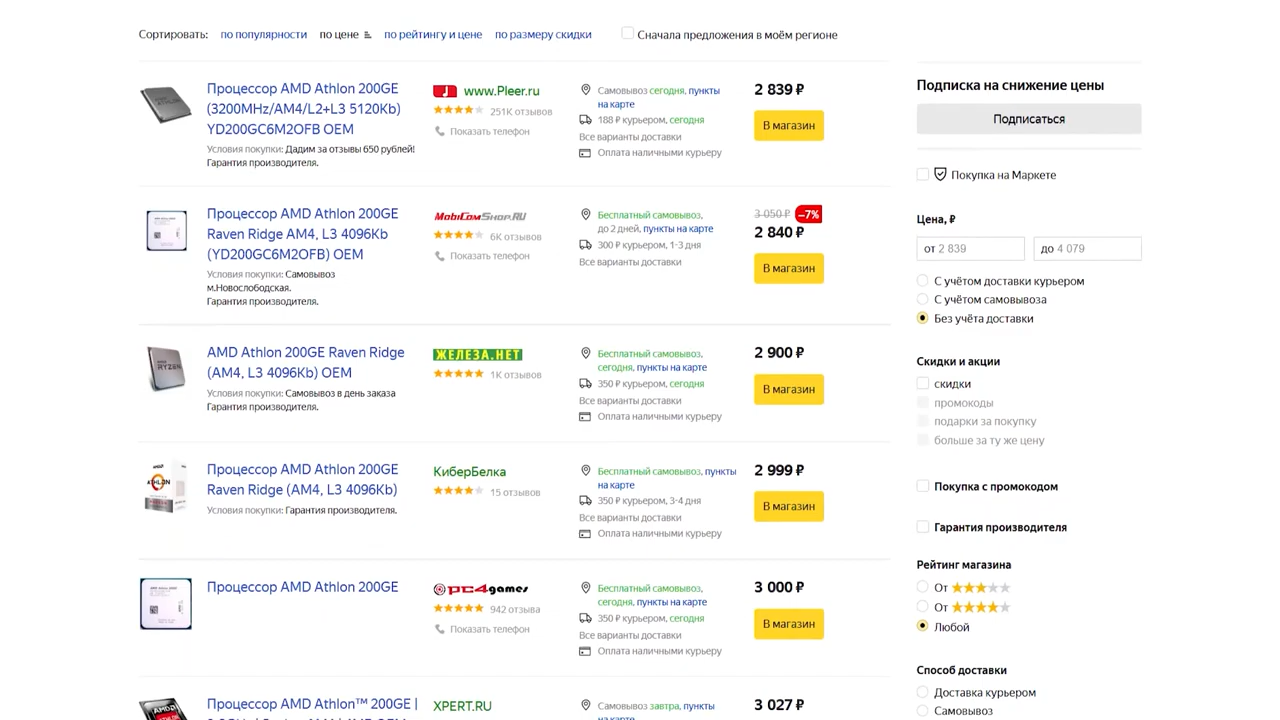 Сортировать: по популярности по цене по рейтингу и цене по размеру скидки Сначала предложения в моём регионе
Процессор AMD Athlon 200GE
(3200MHz/AM4/L2+L3 5120Kb)
YD200GC6M2OFB OEM
Условия покупки: Дадим за отзывы 650 рублей!
Гарантия производителя.
www.Pleer.ru
251K отзывов
Показать телефон
Самовывоз сегодня, пункты
на карте
188 ₽ курьером, сегодня
Все варианты доставки
Оплата наличными курьеру
2 839 ₽
В магазин
Процессор AMD Athlon 200GE
Raven Ridge AM4, L3 4096Kb
(YD200GC6M2OFB) OEM
Условия покупки: Самовывоз
м.Новослободская.
Гарантия производителя.
MobiComShop.RU
6K отзывов
Показать телефон
Бесплатный самовывоз,
до 2 дней, пункты на карте
300 ₽ курьером, 1-3 дня
Все варианты доставки
3 050 ₽ –7%
2 840 ₽
В магазин
AMD Athlon 200GE Raven Ridge
(AM4, L3 4096Kb) OEM
Условия покупки: Самовывоз в день заказа
Гарантия производителя.
ЖЕЛЕЗА.НЕТ
1K отзывов
Бесплатный самовывоз,
сегодня, пункты на карте
350 ₽ курьером, сегодня
Все варианты доставки
Оплата наличными курьеру
2 900 ₽
В магазин
Процессор AMD Athlon 200GE
Raven Ridge (AM4, L3 4096Kb)
Условия покупки: Гарантия производителя.
КиберБелка
15 отзывов
Бесплатный самовывоз, пункты
на карте
350 ₽ курьером, 3-4 дня
Все варианты доставки
Оплата наличными курьеру
2 999 ₽
В магазин
Процессор AMD Athlon 200GE
pc4games
942 отзыва
Показать телефон
Бесплатный самовывоз,
сегодня, пункты на карте
350 ₽ курьером, сегодня
Все варианты доставки
Оплата наличными курьеру
3 000 ₽
В магазин
Процессор AMD Athlon™ 200GE |
XPERT.RU
Самовывоз завтра, пункты
3 027 ₽
Подписка на снижение цены
Подписаться
Покупка на Маркете
Цена, ₽
от 2 839 до 4 079
С учётом доставки курьером
С учётом самовывоза
Без учёта доставки
Скидки и акции
скидки
промокоды
подарки за покупку
больше за ту же цену
Покупка с промокодом
Гарантия производителя
Рейтинг магазина
От
От
Любой
Способ доставки
Доставка курьером
Самовывоз